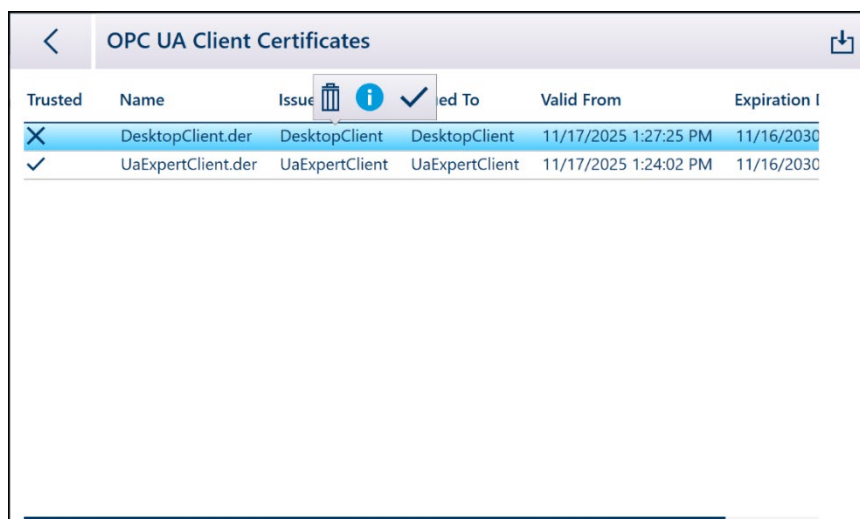 OPC UA Client Certificates
Trusted Name Issue ed To Valid From Expiration
DesktopClient.der DesktopClient DesktopClient 11/17/2025 1:27:25 PM 11/16/2030
UaExpertClient.der UaExpertClient UaExpertClient 11/17/2025 1:24:02 PM 11/16/2030